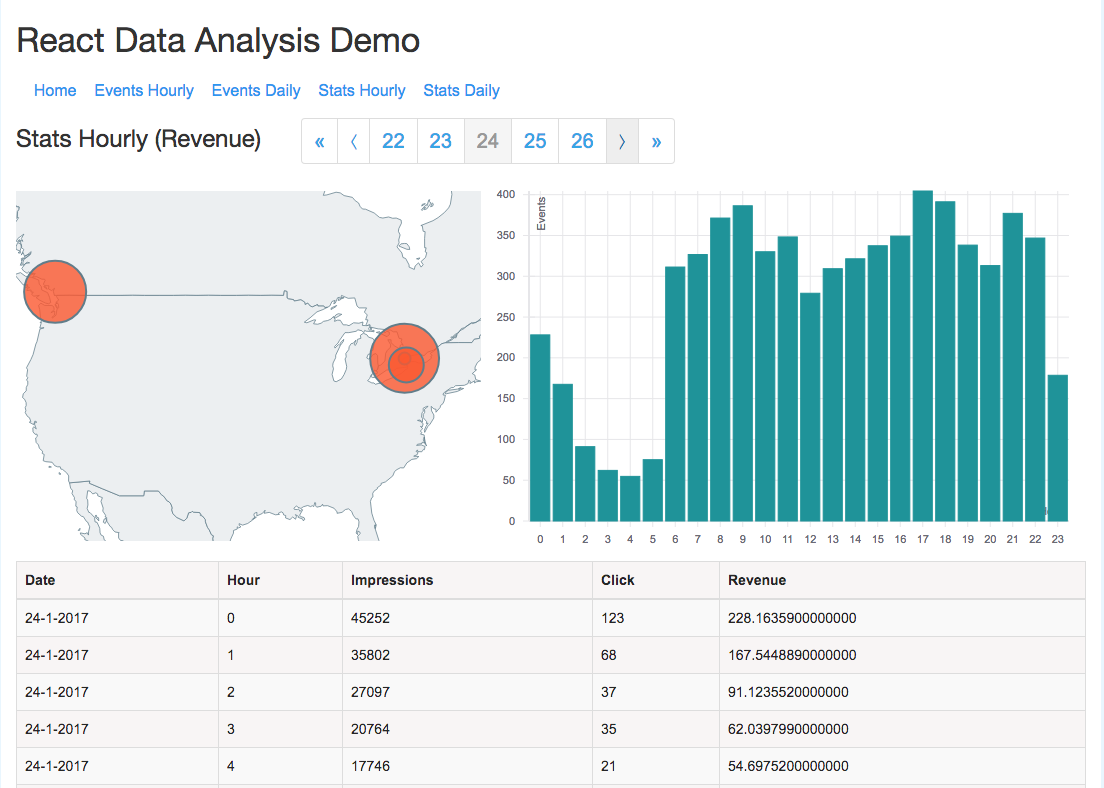 React Data Analysis Demo
Home Events Hourly Events Daily Stats Hourly Stats Daily
Stats Hourly (Revenue)
« ‹ 22 23 24 25 26 › »
Events
400
350
300
250
200
150
100
50
0
0 1 2 3 4 5 6 7 8 9 10 11 12 13 14 15 16 17 18 19 20 21 22 23
Date Hour Impressions Click Revenue
24-1-2017 0 45252 123 228.1635900000000
24-1-2017 1 35802 68 167.5448890000000
24-1-2017 2 27097 37 91.1235520000000
24-1-2017 3 20764 35 62.0397990000000
24-1-2017 4 17746 21 54.6975200000000